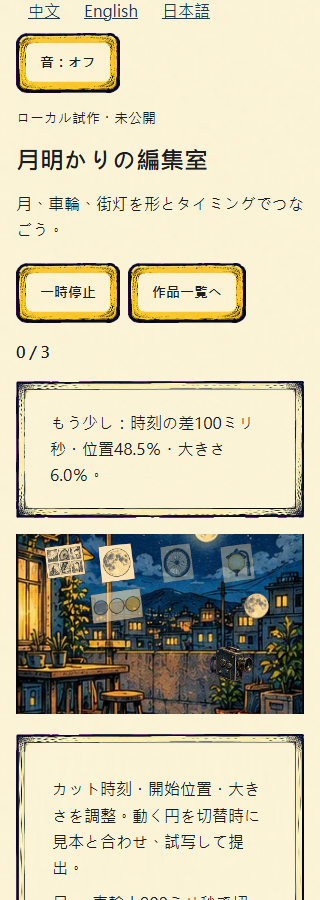 中文 English 日本語
音：オフ
ローカル試作・未公開
月明かりの編集室
月、車輪、街灯を形とタイミングでつな
ごう。
一時停止 作品一覧へ
0 / 3
もう少し：時刻の差100ミリ
秒・位置48.5%・大きさ
6.0%。
カット時刻・開始位置・大き
さを調整。動く円を切替時に
見本と合わせ、試写して提
出。